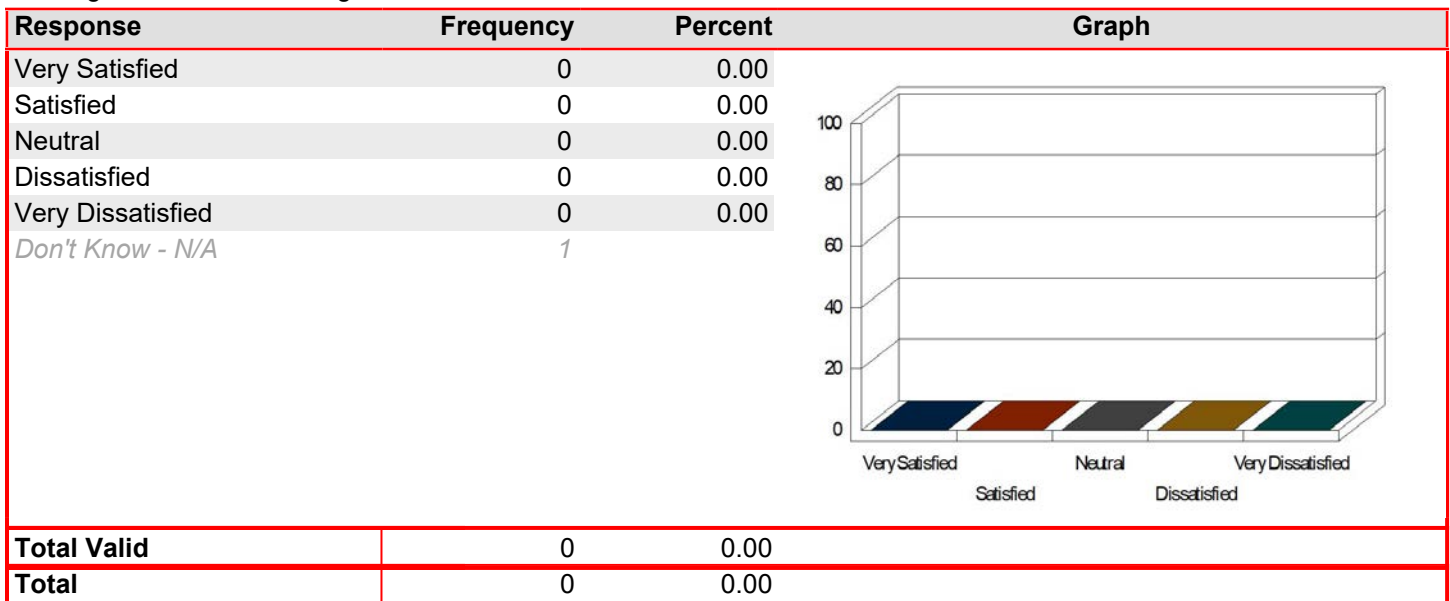 Response Frequency Percent Graph
Very Satisfied 0 0.00
Satisfied 0 0.00
Neutral 0 0.00
Dissatisfied 0 0.00
Very Dissatisfied 0 0.00
Don't Know - N/A 1
100
80
60
40
20
0
Very Satisfied Neutral Very Dissatisfied
Satisfied Dissatisfied
Total Valid 0 0.00
Total 0 0.00